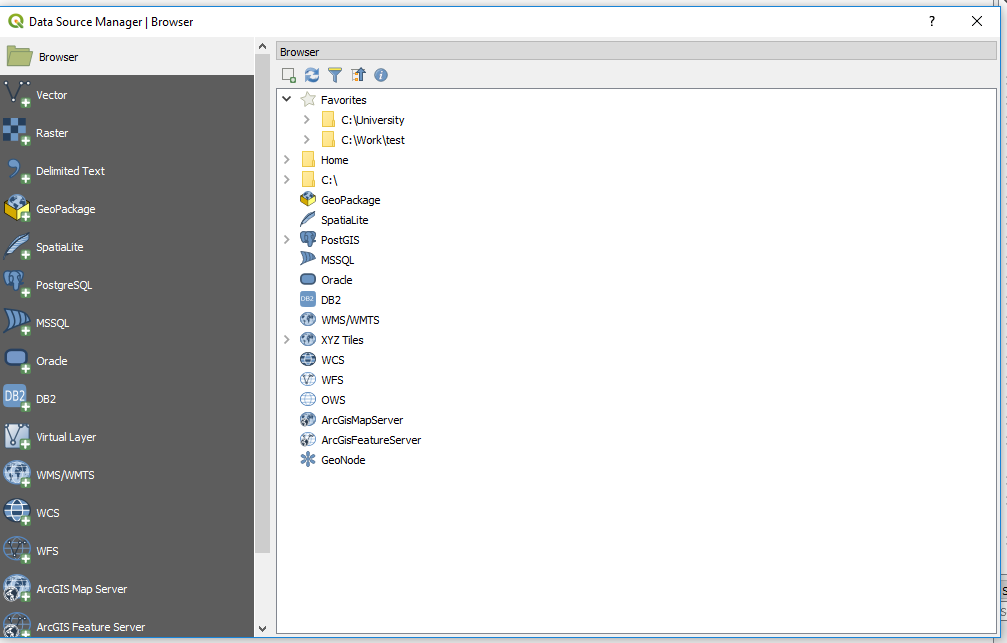 Data Source Manager | Browser
?
Browser
Vector
Raster
Delimited Text
GeoPackage
SpatiaLite
PostgreSQL
MSSQL
Oracle
DB2
DB2
Virtual Layer
WMS/WMTS
WCS
WFS
ArcGIS Map Server
ArcGIS Feature Server
Browser
Favorites
C:\University
C:\Work\test
Home
C:\
GeoPackage
SpatiaLite
PostGIS
MSSQL
Oracle
DB2
DB2
WMS/WMTS
XYZ Tiles
WCS
WFS
OWS
ArcGisMapServer
ArcGisFeatureServer
GeoNode